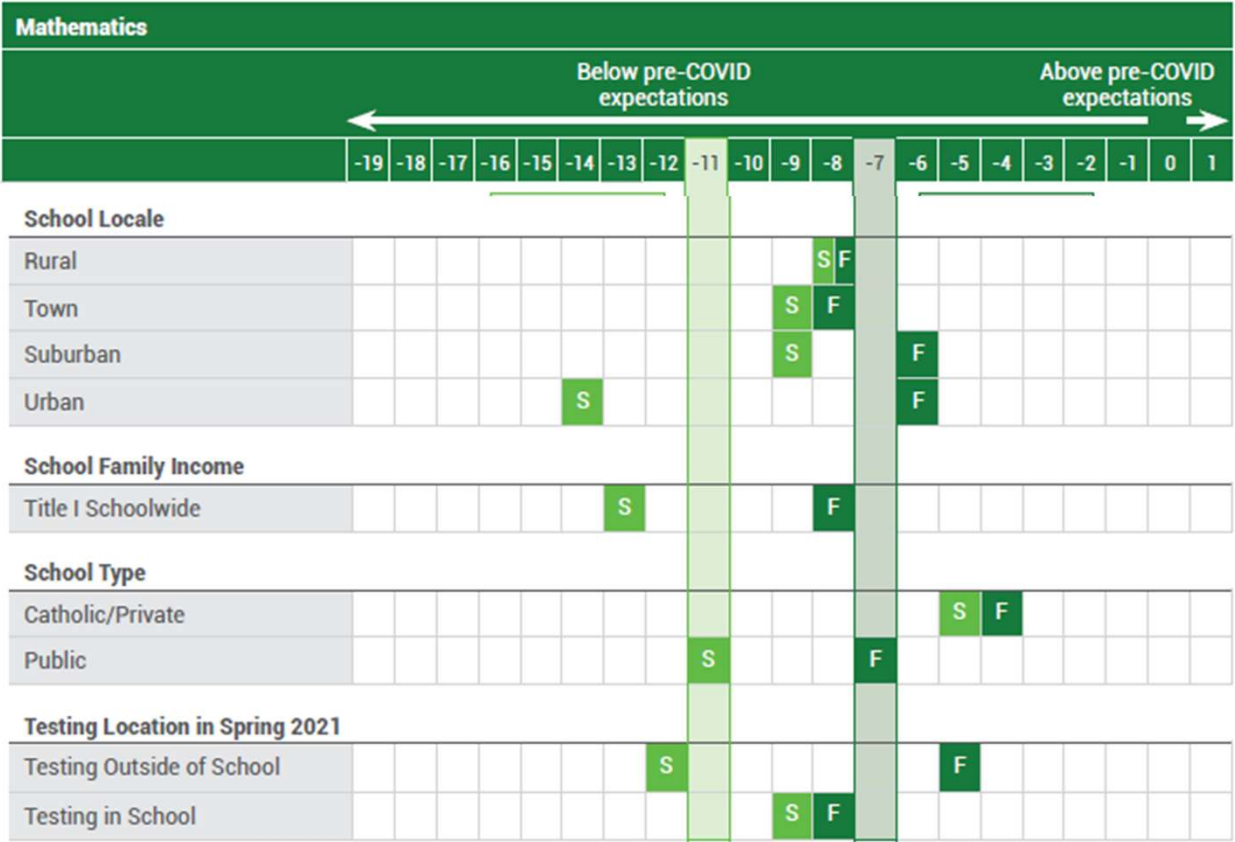 Mathematics
Below pre-COVID
expectations
Above pre-COVID
expectations
-19 -18 -17 -16 -15 -14 -13 -12 -11 -10 -9 -8 -7 -6 -5 -4 -3 -2 -1 0 1
School Locale
Rural S F
Town S F
Suburban S F
Urban S F
School Family Income
Title I Schoolwide S F
School Type
Catholic/Private S F
Public S F
Testing Location in Spring 2021
Testing Outside of School S F
Testing in School S F